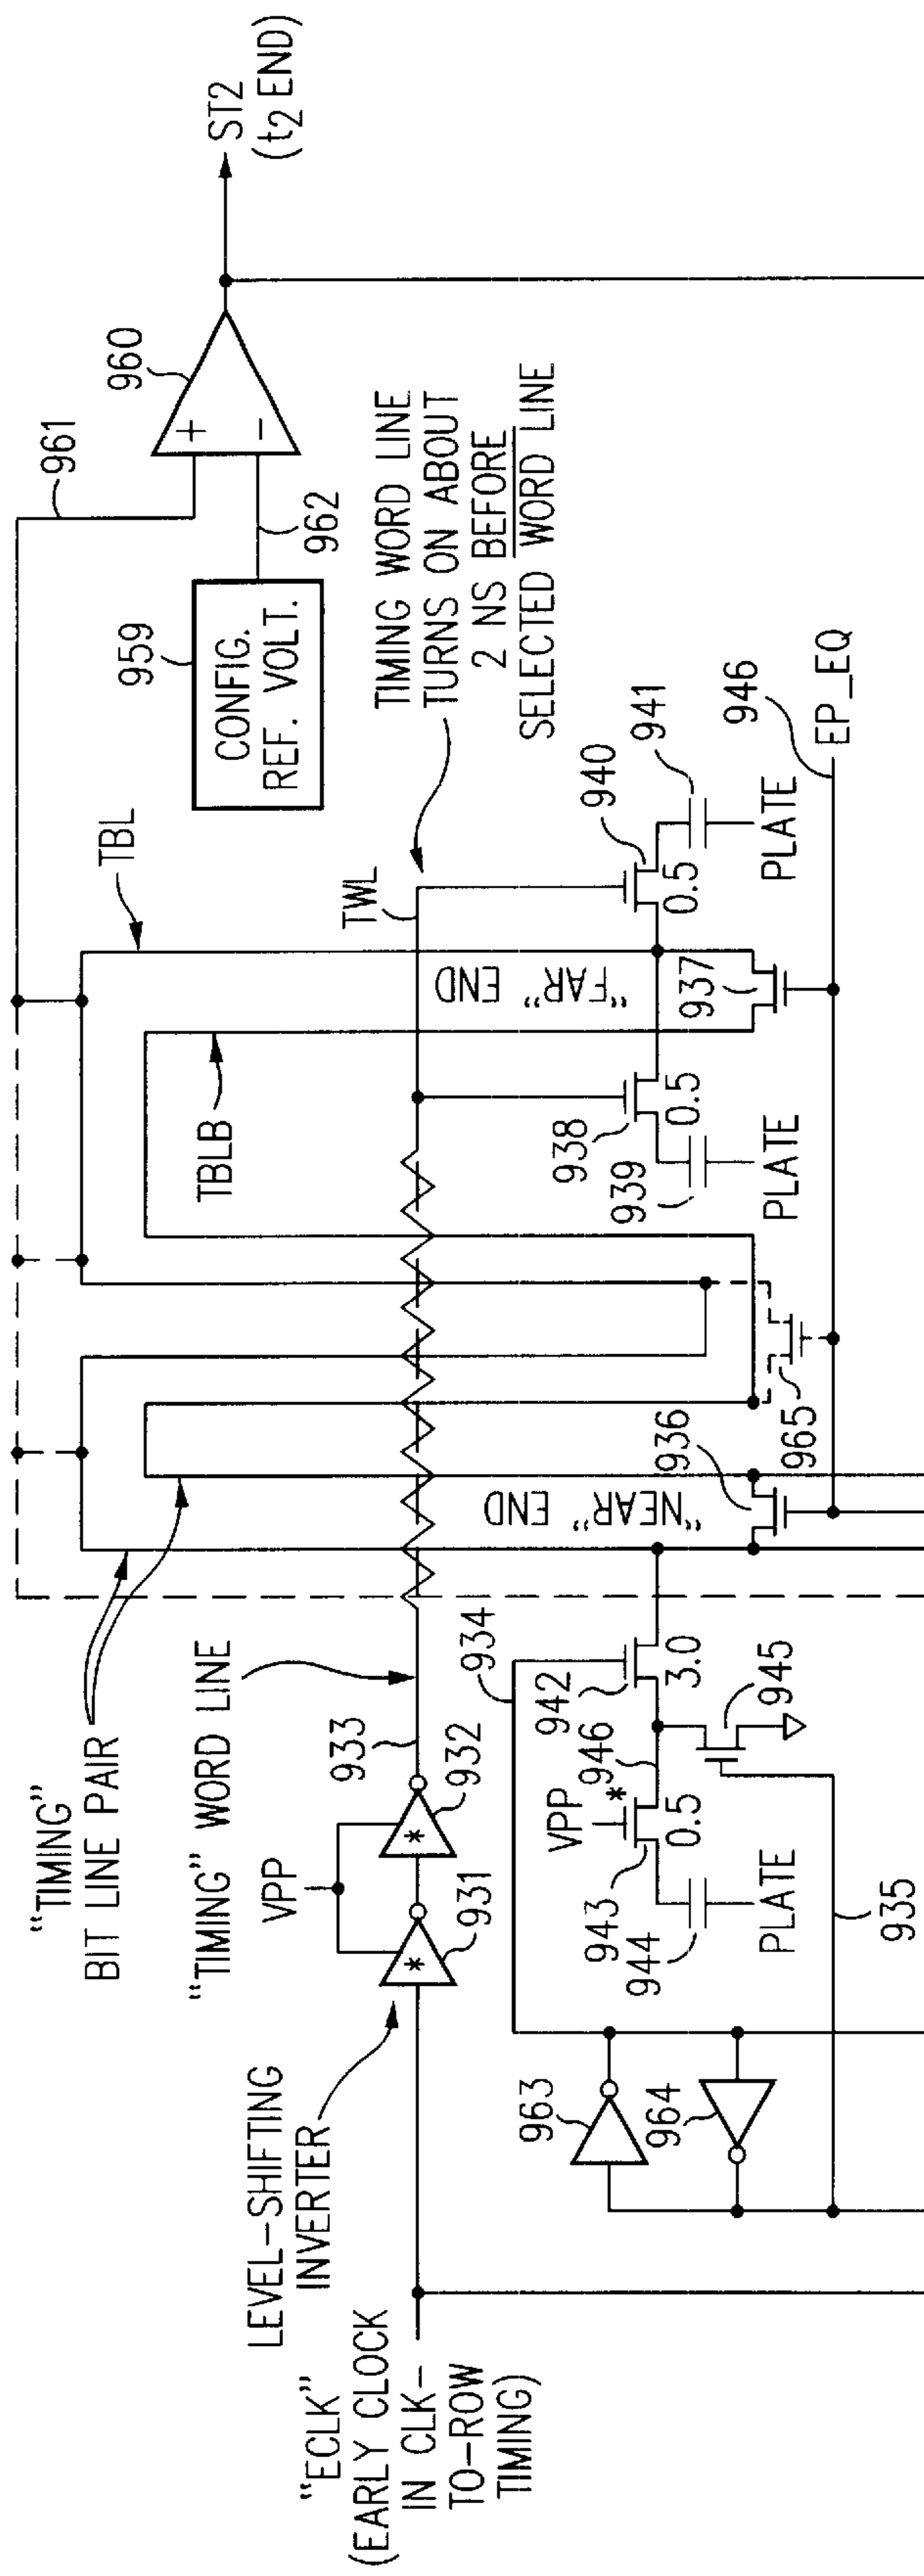 "TIMING"
BIT LINE PAIR
"TIMING" WORD LINE
VPP
LEVEL-SHIFTING
INVERTER
"ECLK"
(EARLY CLOCK
IN CLK-
TO-ROW
TIMING)
931
932
933
963
964
934
942
3.0
946
VPP
*
*
*
943
0.5
944
PLATE
945
935
"NEAR" END
936
965
TBLB
TBL
"FAR" END
937
938
0.5
939
PLATE
TWL
940
0.5
941
PLATE
946
EP_EQ
TIMING WORD LINE
TURNS ON ABOUT
2 NS BEFORE
SELECTED WORD LINE
959
CONFIG.
REF. VOLT.
962
961
960
+
-
ST2
(t2 END)